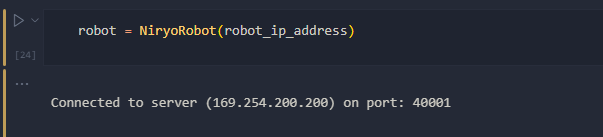 robot = NiryoRobot(robot_ip_address)
[24]
...
Connected to server (169.254.200.200) on port: 40001